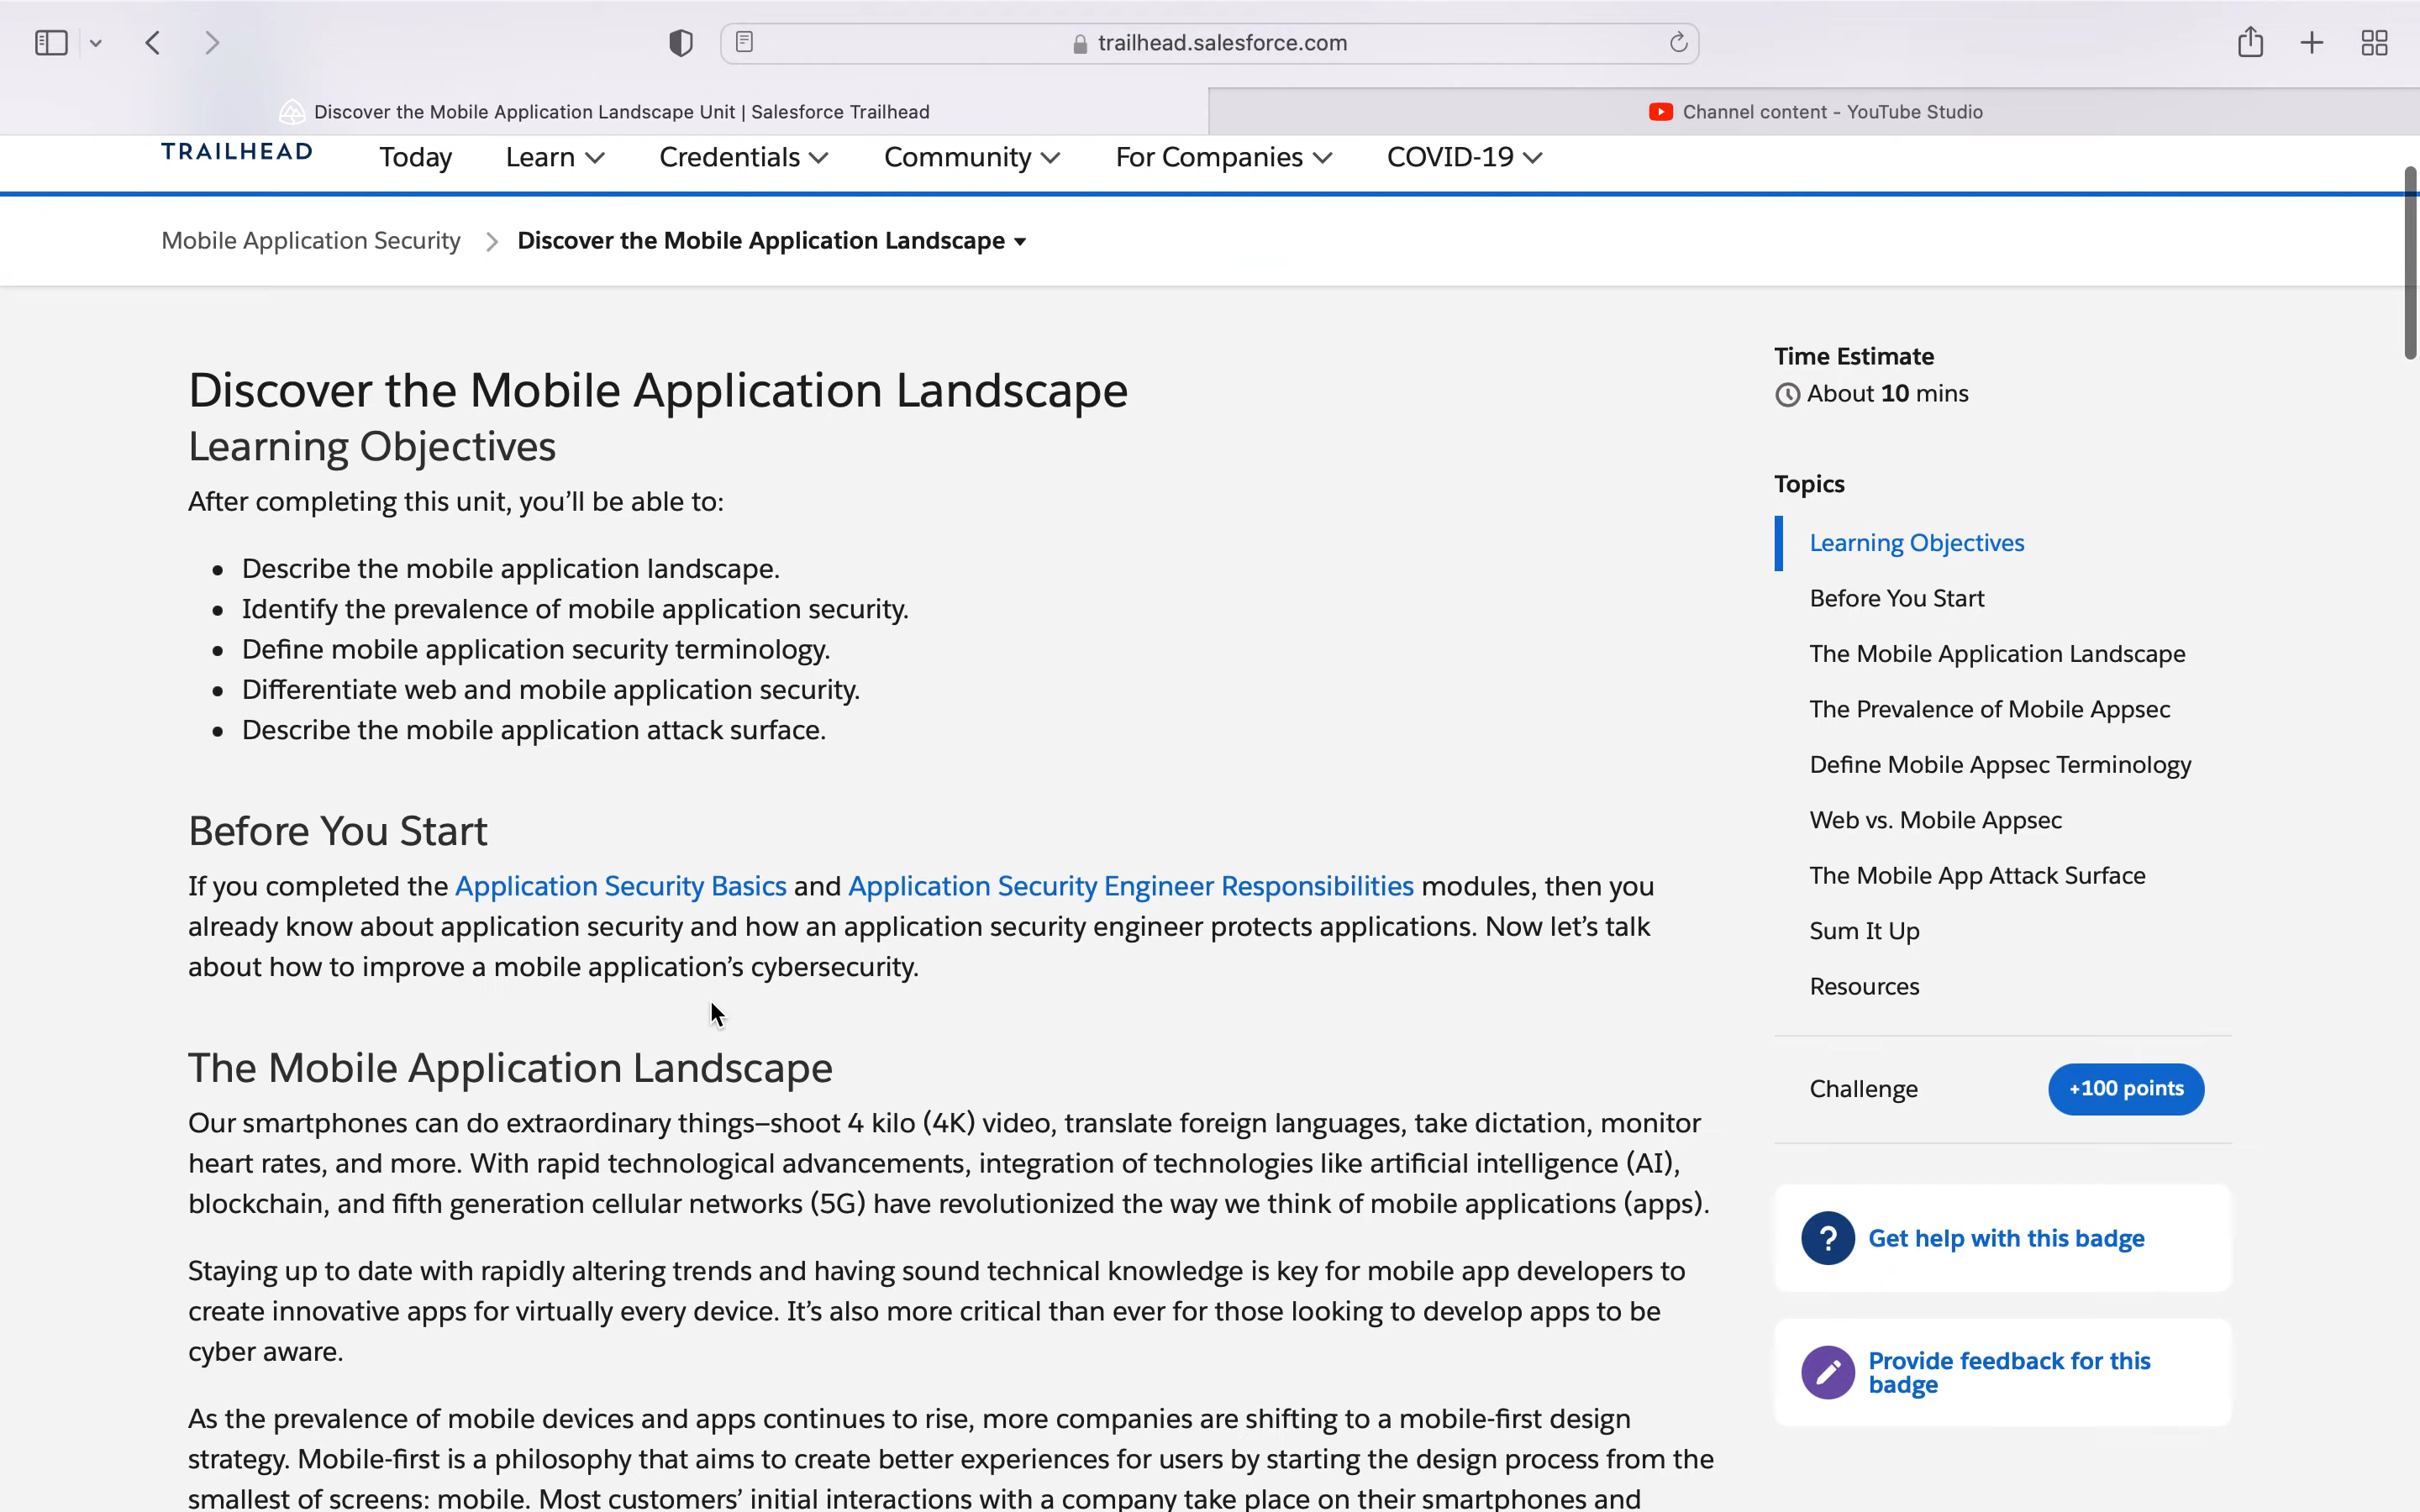 trailhead.salesforce.com
Discover the Mobile Application Landscape Unit | Salesforce Trailhead
Channel content - YouTube Studio
TRAILHEAD
Today
Learn
Credentials
Community
For Companies
COVID-19
Mobile Application Security
Discover the Mobile Application Landscape
Discover the Mobile Application Landscape
Learning Objectives
After completing this unit, you’ll be able to:
• Describe the mobile application landscape.
• Identify the prevalence of mobile application security.
• Define mobile application security terminology.
• Differentiate web and mobile application security.
• Describe the mobile application attack surface.
Before You Start
If you completed the Application Security Basics and Application Security Engineer Responsibilities modules, then you
already know about application security and how an application security engineer protects applications. Now let’s talk
about how to improve a mobile application’s cybersecurity.
The Mobile Application Landscape
Our smartphones can do extraordinary things–shoot 4 kilo (4K) video, translate foreign languages, take dictation, monitor
heart rates, and more. With rapid technological advancements, integration of technologies like artificial intelligence (AI),
blockchain, and fifth generation cellular networks (5G) have revolutionized the way we think of mobile applications (apps).
Staying up to date with rapidly altering trends and having sound technical knowledge is key for mobile app developers to
create innovative apps for virtually every device. It’s also more critical than ever for those looking to develop apps to be
cyber aware.
As the prevalence of mobile devices and apps continues to rise, more companies are shifting to a mobile-first design
strategy. Mobile-first is a philosophy that aims to create better experiences for users by starting the design process from the
smallest of screens: mobile. Most customers’ initial interactions with a company take place on their smartphones and
Time Estimate
About 10 mins
Topics
Learning Objectives
Before You Start
The Mobile Application Landscape
The Prevalence of Mobile Appsec
Define Mobile Appsec Terminology
Web vs. Mobile Appsec
The Mobile App Attack Surface
Sum It Up
Resources
Challenge
+100 points
? Get help with this badge
Provide feedback for this
badge